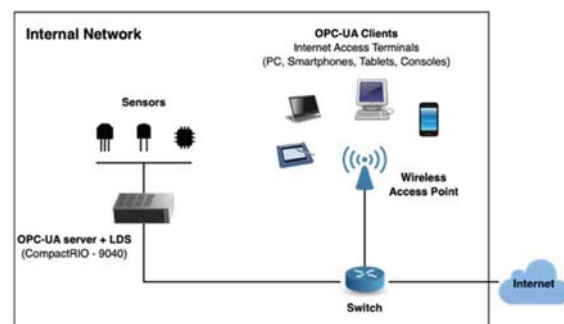 Internal Network
OPC-UA Clients
Internet Access Terminals
(PC, Smartphones, Tablets, Consoles)
Sensors
Wireless
Access Point
OPC-UA server + LDS
(CompactRIO - 9040)
Switch
Internet